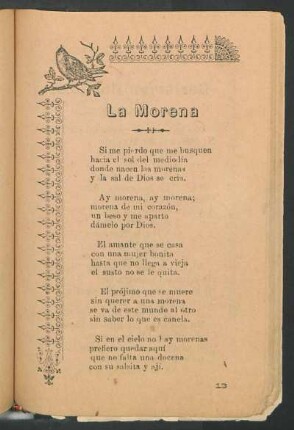 La Morena
Si me pierdo que me busquen
hacia el sol del mediodía
donde nacen las morenas
y la sal de Dios se cría.
Ay morena, ay morena;
morena de mi corazón,
un beso y me aparto
dámelo por Dios.
El amante que se casa
con una mujer bonita
hasta que no llega a vieja
el susto no se le quita.
El prójimo que se muere
sin querer a una morena
se va de este mundo al otro
sin saber lo que es canela.
Si en el cielo no hay morenas
prefiero quedar aquí
que no falta una docena
con su salsita y ají.